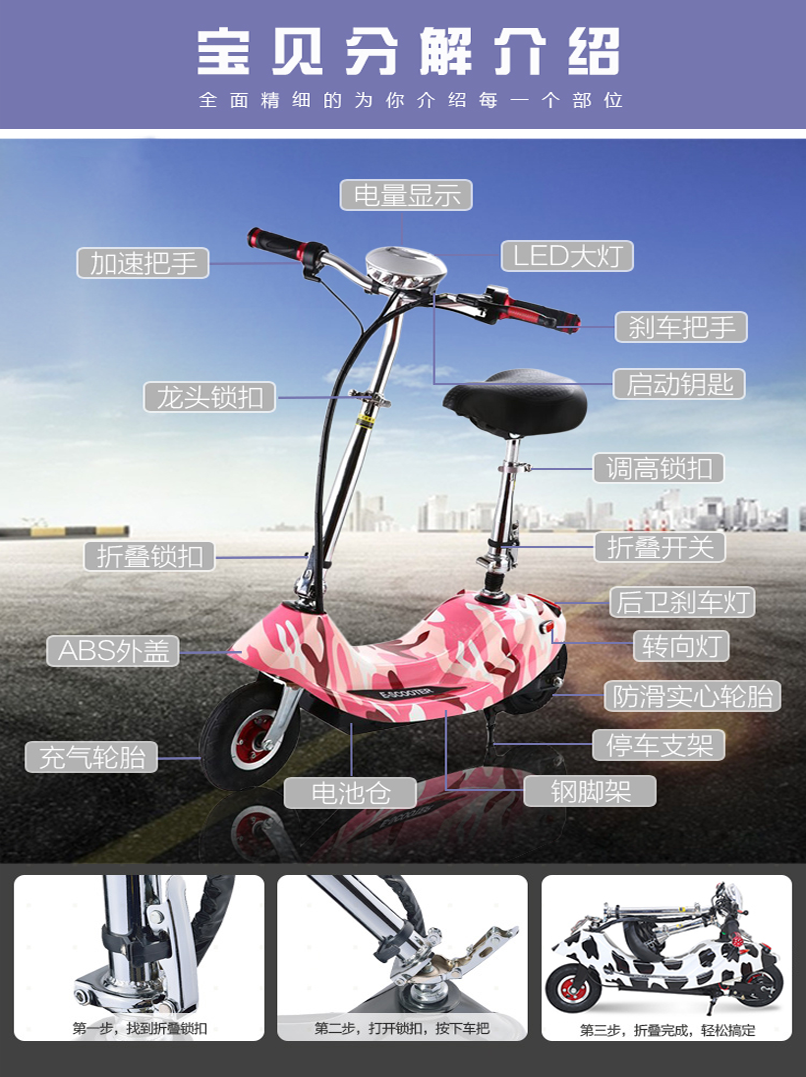 宝贝分解介绍
全面精细的为你介绍每一个部位
电量显示
LED大灯
加速把手
刹车把手
启动钥匙
龙头锁扣
调高锁扣
折叠锁扣
折叠开关
后卫刹车灯
转向灯
ABS外盖
防滑实心轮胎
E-SCOOTER
停车支架
充气轮胎
电池仓
钢脚架
第一步，找到折叠锁扣
第二步，打开锁扣，按下车把
第三步，折叠完成，轻松搞定